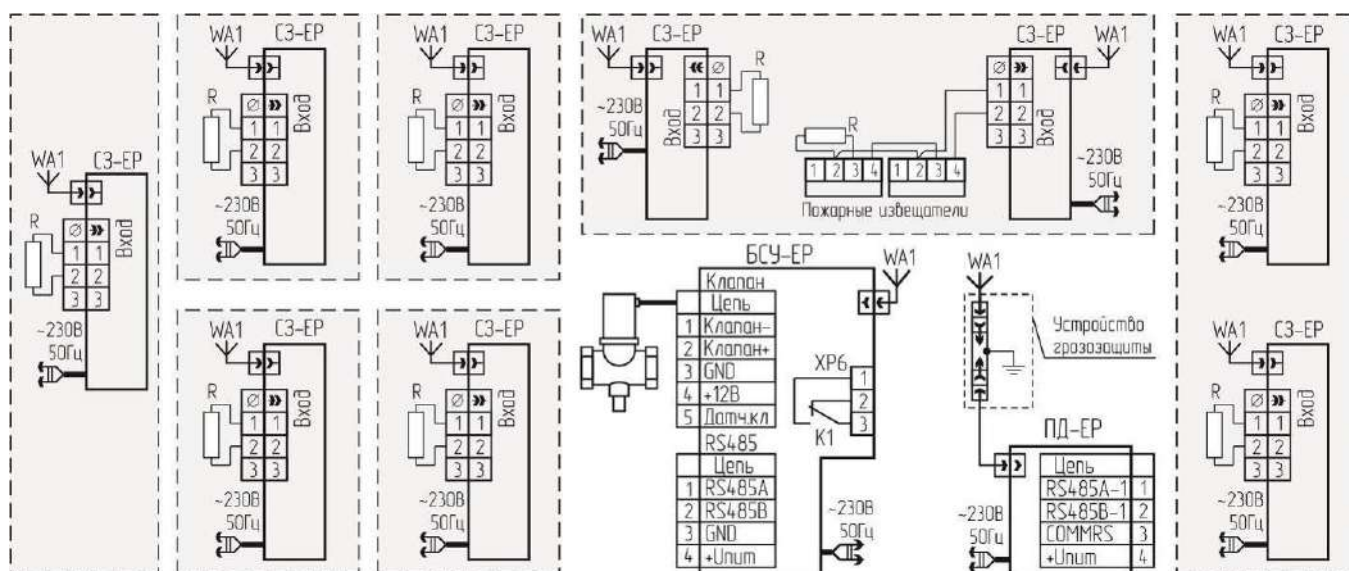 WA1
СЗ-ЕР
R
Вход
1 1
2 2
3 3
~230В
50Гц
WA1
СЗ-ЕР
R
Вход
1 1
2 2
3 3
~230В
50Гц
WA1
СЗ-ЕР
R
Вход
1 1
2 2
3 3
~230В
50Гц
WA1
СЗ-ЕР
R
Вход
1 1
2 2
3 3
~230В
50Гц
WA1
СЗ-ЕР
R
Вход
1 1
2 2
3 3
~230В
50Гц
WA1
СЗ-ЕР
~230В
50Гц
Вход
1 1
2 2
3 3
R
R
1 2 3 4
1 2 3 4
Пожарные извещатели
СЗ-ЕР
WA1
1 1
2 2
3 3
Вход
~230В
50Гц
БСУ-ЕР
WA1
Клапан
Цепь
1 Клапан-
2 Клапан+
3 GND
4 +12В
5 Датч.кл
XP6
1
2
3
K1
RS485
Цепь
1 RS485A
2 RS485B
3 GND
4 +Uпит
~230В
50Гц
WA1
Устройство
грозозащиты
ПД-ЕР
Цепь
RS485A-1 1
RS485B-1 2
COMMRS 3
+Uпит 4
~230В
50Гц
WA1
СЗ-ЕР
R
Вход
1 1
2 2
3 3
~230В
50Гц
WA1
СЗ-ЕР
R
Вход
1 1
2 2
3 3
~230В
50Гц